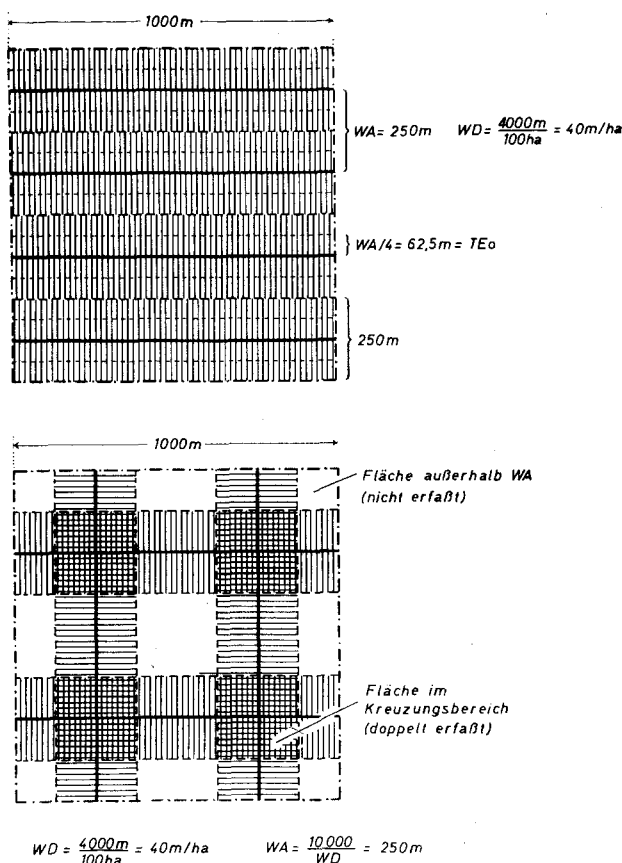 1000m
WA = 250m WD = 4000m / 100ha = 40m/ha
WA/4 = 62,5m = TEo
250m
1000m
Fläche außerhalb WA
(nicht erfaßt)
Fläche im
Kreuzungsbereich
(doppelt erfaßt)
WD = 4000m / 100ha = 40m/ha WA = 10 000 / WD = 250m